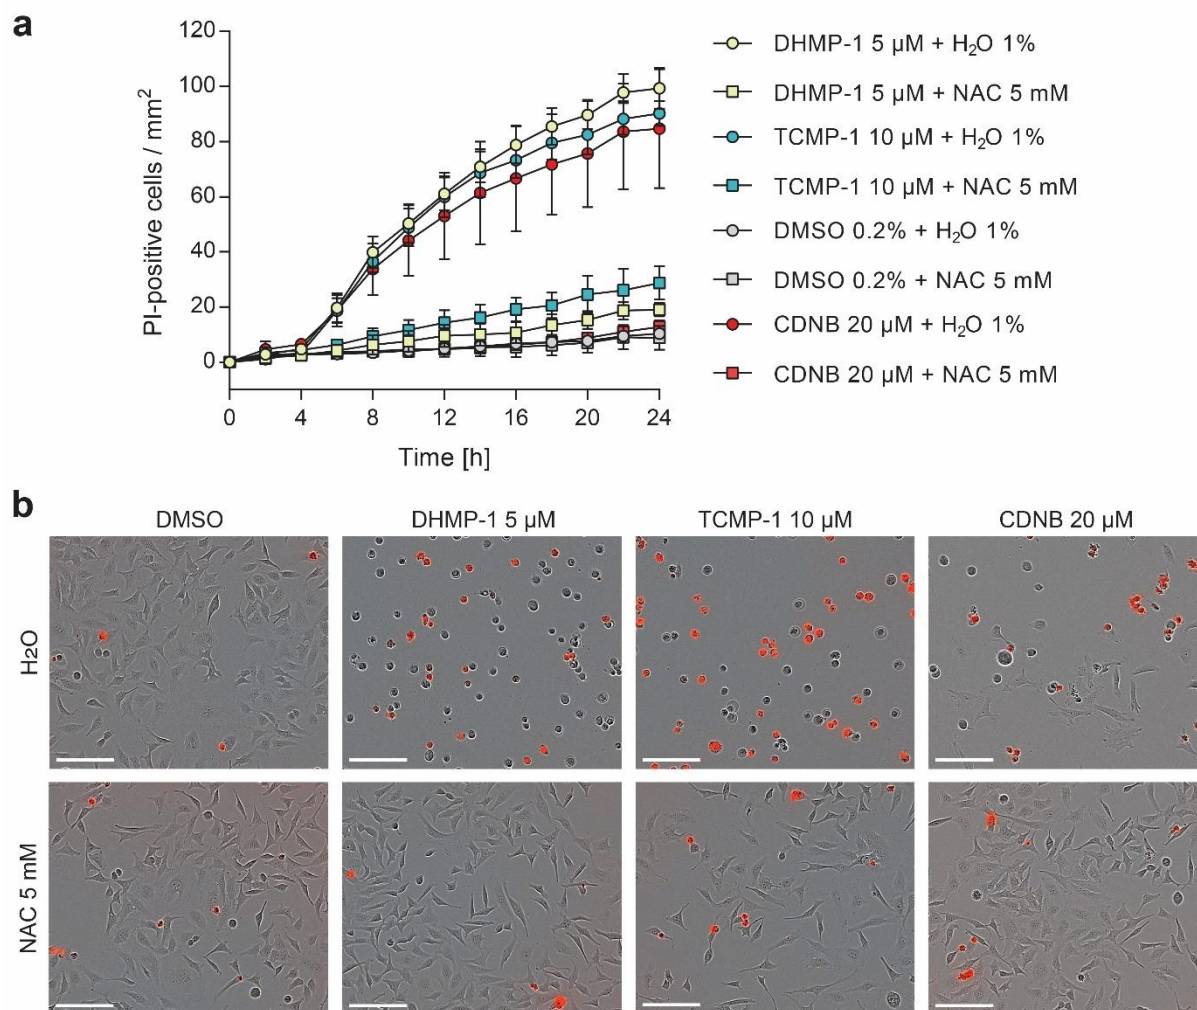 a
120
100
80
60
40
20
0
PI-positive cells / mm²
0 4 8 12 16 20 24
Time [h]
DHMP-1 5 µM + H₂O 1%
DHMP-1 5 µM + NAC 5 mM
TCMP-1 10 µM + H₂O 1%
TCMP-1 10 µM + NAC 5 mM
DMSO 0.2% + H₂O 1%
DMSO 0.2% + NAC 5 mM
CDNB 20 µM + H₂O 1%
CDNB 20 µM + NAC 5 mM
b
DMSO DHMP-1 5 µM TCMP-1 10 µM CDNB 20 µM
H2O
NAC 5 mM